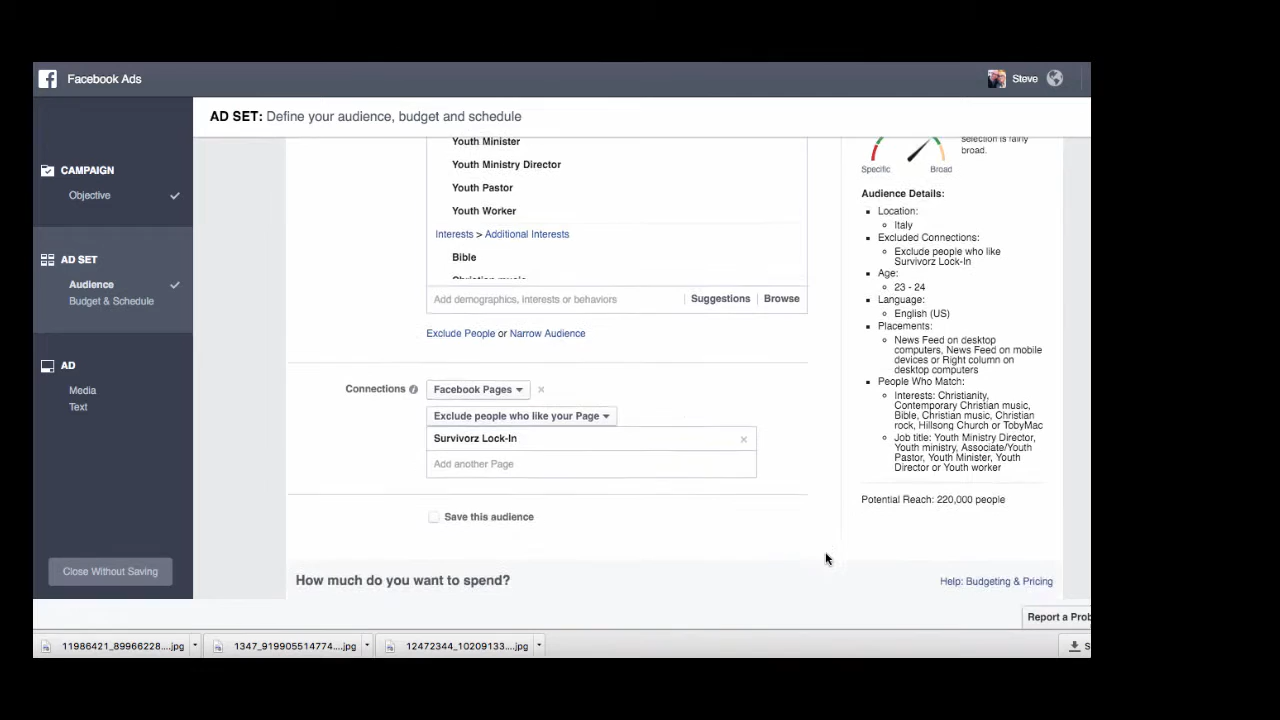 Facebook Ads
Steve
AD SET: Define your audience, budget and schedule
CAMPAIGN
Objective
AD SET
Audience
Budget & Schedule
AD
Media
Text
Close Without Saving
Youth Minister
Youth Ministry Director
Youth Pastor
Youth Worker
Interests > Additional Interests
Bible
Christian music
Add demographics, interests or behaviors
Suggestions
Browse
Exclude People or Narrow Audience
Connections
Facebook Pages
Exclude people who like your Page
Survivorz Lock-In
Add another Page
Save this audience
How much do you want to spend?
Help: Budgeting & Pricing
selection is fairly
broad.
Specific
Broad
Audience Details:
Location:
Italy
Excluded Connections:
Exclude people who like
Survivorz Lock-In
Age:
23 - 24
Language:
English (US)
Placements:
News Feed on desktop
computers, News Feed on mobile
devices or Right column on
desktop computers
People Who Match:
Interests: Christianity,
Contemporary Christian music,
Bible, Christian music, Christian
rock, Hillsong Church or TobyMac
Job title: Youth Ministry Director,
Youth ministry, Associate/Youth
Pastor, Youth Minister, Youth
Director or Youth worker
Potential Reach: 220,000 people
Report a Prob
11986421_89966228....jpg
1347_919905514774....jpg
12472344_10209133....jpg
S